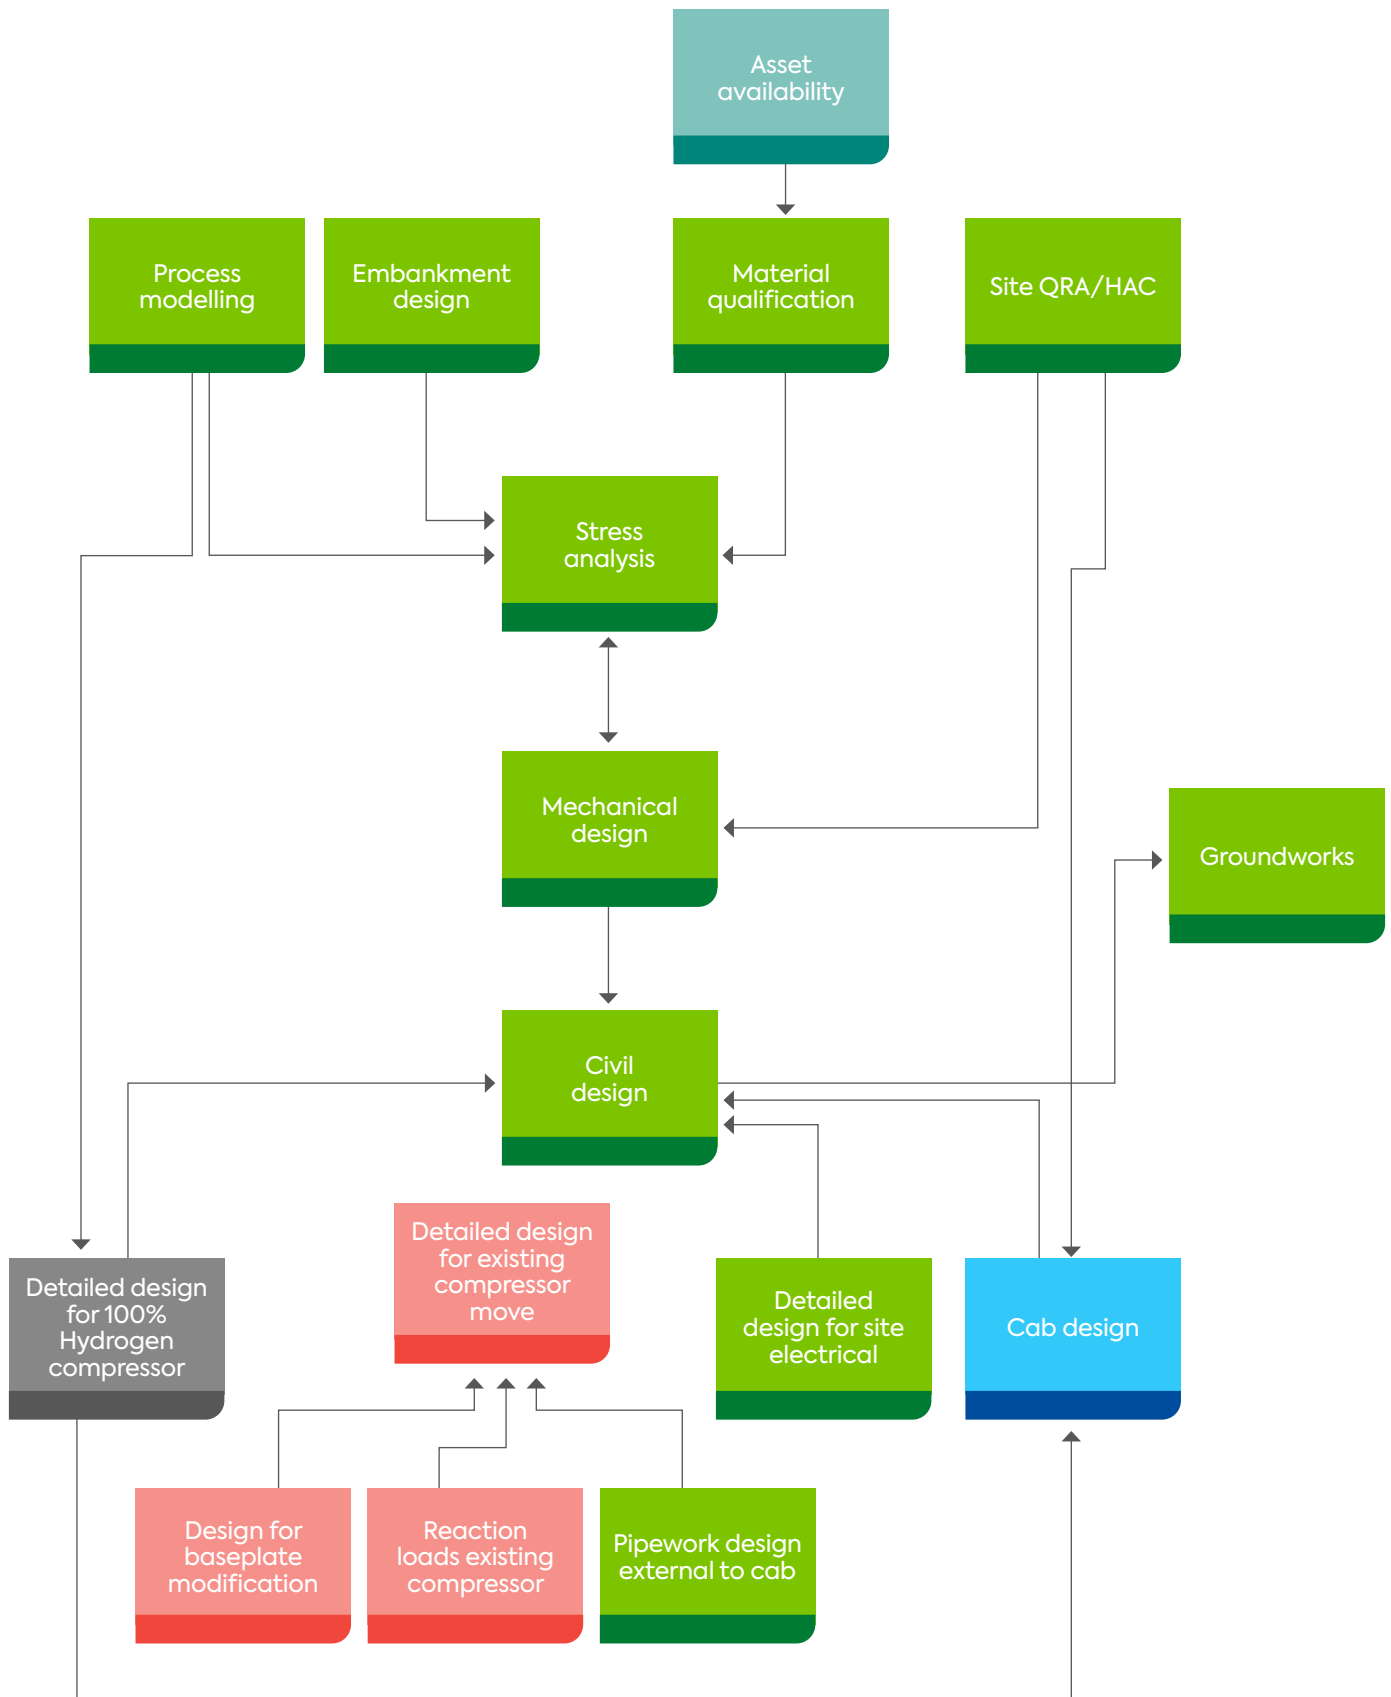 Asset
availability
Process
modelling
Embankment
design
Material
qualification
Site QRA/HAC
Stress
analysis
Mechanical
design
Groundworks
Civil
design
Detailed design
for existing
compressor
move
Detailed design
for 100%
Hydrogen
compressor
Detailed
design for site
electrical
Cab design
Design for
baseplate
modification
Reaction
loads existing
compressor
Pipework design
external to cab